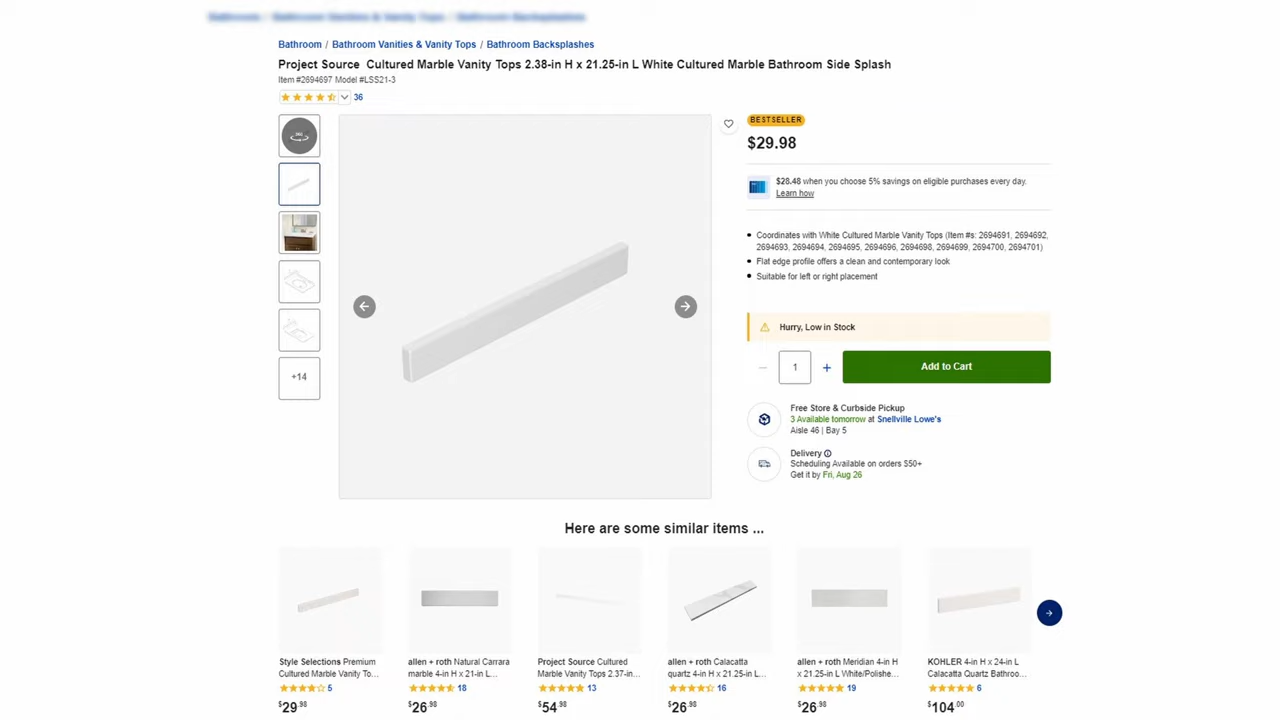 Bathroom / Bathroom Vanities & Vanity Tops / Bathroom Backsplashes
Bathroom / Bathroom Vanities & Vanity Tops / Bathroom Backsplashes
Project Source Cultured Marble Vanity Tops 2.38-in H x 21.25-in L White Cultured Marble Bathroom Side Splash
Item #2694697 Model #LSS21-3
36
BESTSELLER
$29.98
$28.48 when you choose 5% savings on eligible purchases every day.
Learn how
Coordinates with White Cultured Marble Vanity Tops (Item #s: 2694691, 2694692,
2694693, 2694694, 2694695, 2694696, 2694698, 2694699, 2694700, 2694701)
Flat edge profile offers a clean and contemporary look
Suitable for left or right placement
Hurry, Low in Stock
1
Add to Cart
Free Store & Curbside Pickup
3 Available tomorrow at Snellville Lowe's
Aisle 46 | Bay 5
Delivery
Scheduling Available on orders $50+
Get it by Fri, Aug 26
+14
Here are some similar items ...
Style Selections Premium
Cultured Marble Vanity To...
5
$29.98
allen + roth Natural Carrara
marble 4-in H x 21-in L...
18
$26.98
Project Source Cultured
Marble Vanity Tops 2.37-in...
13
$54.98
allen + roth Calacatta
quartz 4-in H x 21.25-in L...
16
$26.98
allen + roth Meridian 4-in H
x 21.25-in L White/Polishe...
19
$26.98
KOHLER 4-in H x 24-in L
Calacatta Quartz Bathroo...
6
$104.00